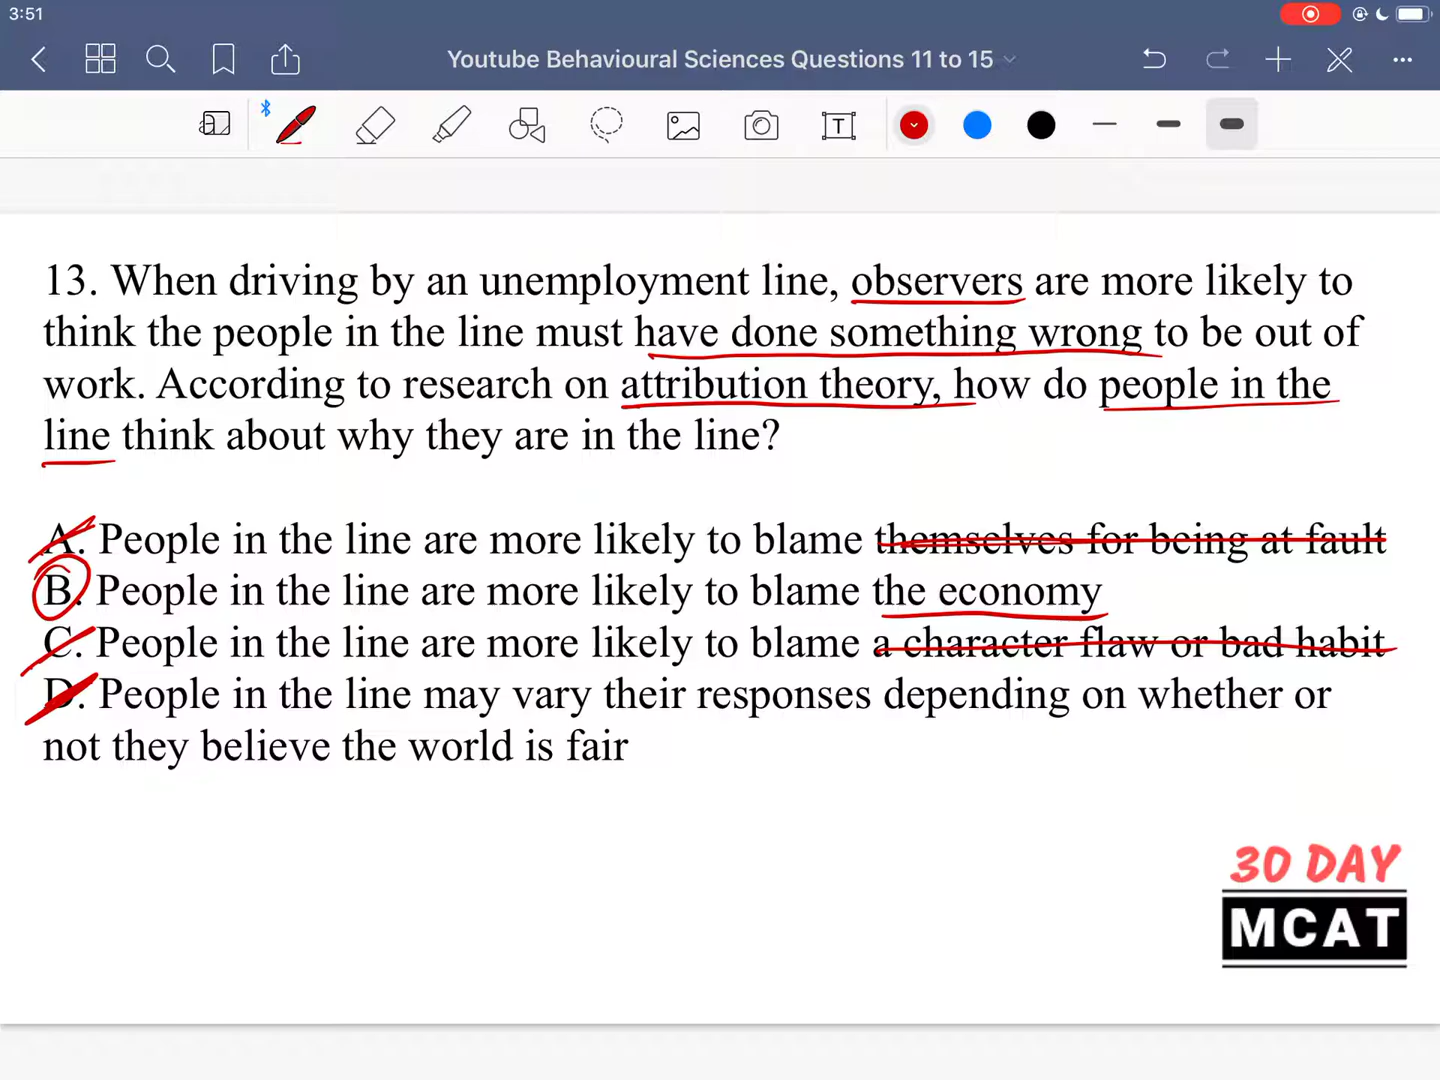 3:51
Youtube Behavioural Sciences Questions 11 to 15
T
13. When driving by an unemployment line, observers are more likely to
think the people in the line must have done something wrong to be out of
work. According to research on attribution theory, how do people in the
line think about why they are in the line?
A. People in the line are more likely to blame themselves for being at fault
B. People in the line are more likely to blame the economy
C. People in the line are more likely to blame a character flaw or bad habit
D. People in the line may vary their responses depending on whether or
not they believe the world is fair
30 DAY
MCAT